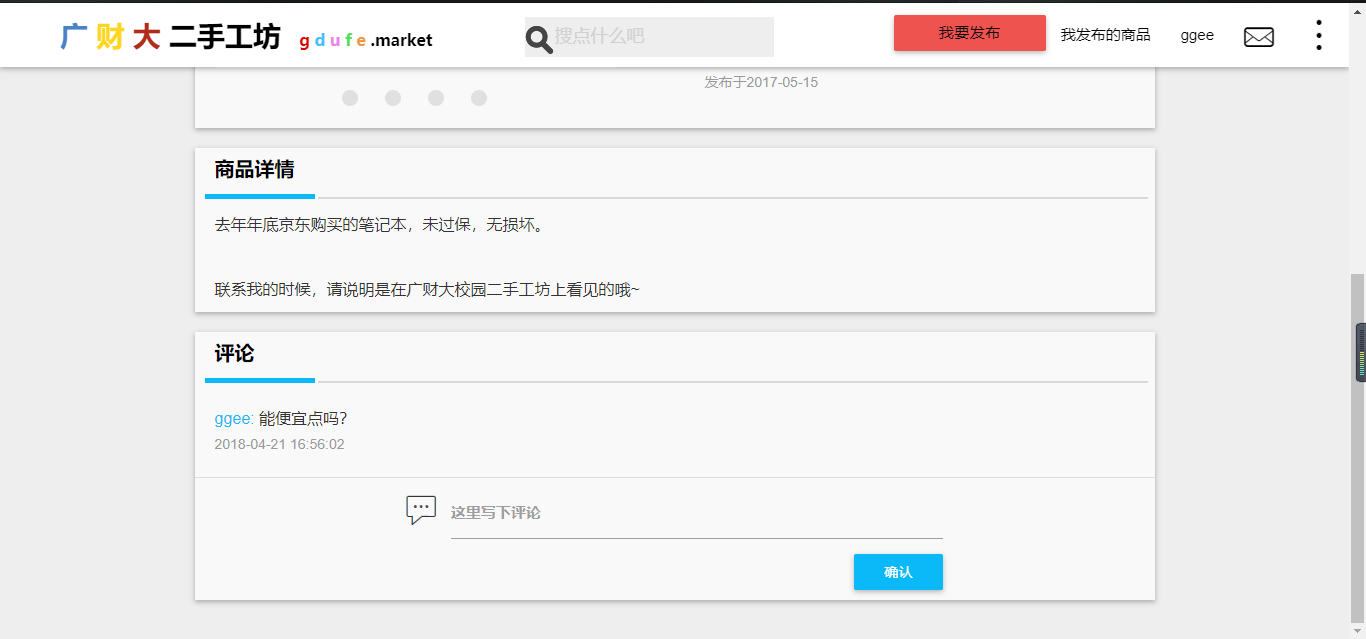 广 财 大 二手工坊 g d u f e .market 搜点什么吧 我要发布 我发布的商品 ggee
发布于2017-05-15
商品详情
去年年底京东购买的笔记本，未过保，无损坏。
联系我的时候，请说明是在广财大校园二手工坊上看见的哦~
评论
ggee: 能便宜点吗?
2018-04-21 16:56:02
这里写下评论
确认